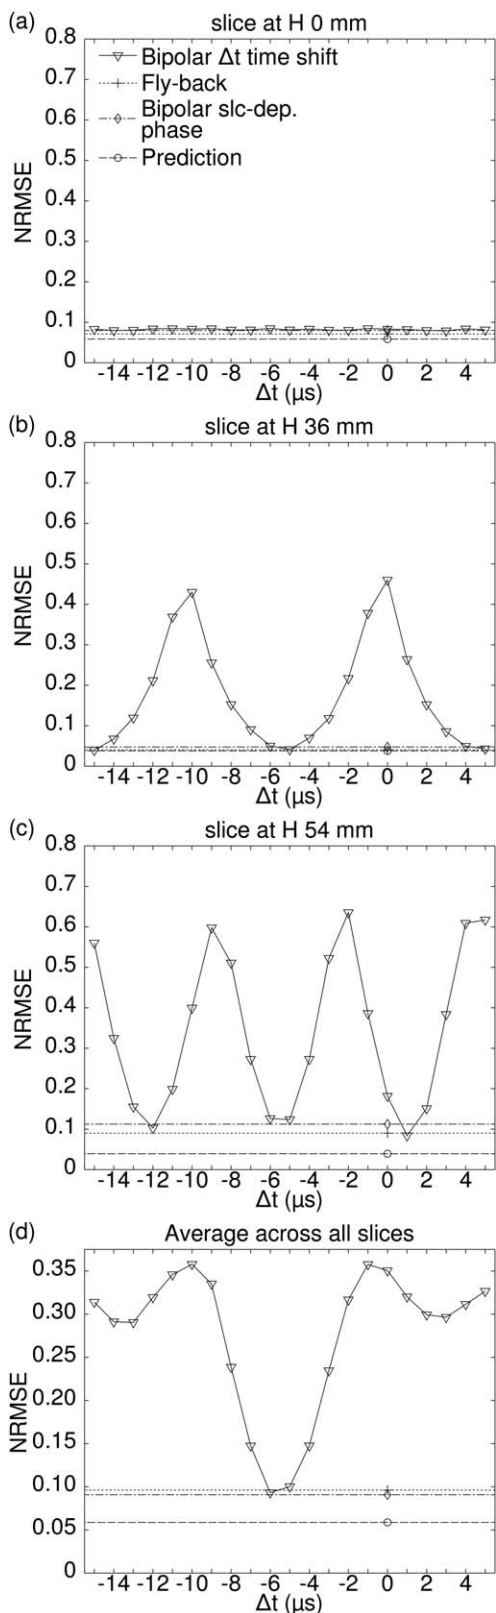 (a) slice at H 0 mm
0.8
Bipolar Δt time shift
0.7
Fly-back
0.6
Bipolar slc-dep.
phase
0.5
Prediction
0.4
0.3
0.2
0.1
0
NRMSE
-14 -12 -10 -8 -6 -4 -2 0 2 4
Δt (μs)
(b) slice at H 36 mm
0.8
0.7
0.6
0.5
0.4
0.3
0.2
0.1
0
NRMSE
-14 -12 -10 -8 -6 -4 -2 0 2 4
Δt (μs)
(c) slice at H 54 mm
0.8
0.7
0.6
0.5
0.4
0.3
0.2
0.1
0
NRMSE
-14 -12 -10 -8 -6 -4 -2 0 2 4
Δt (μs)
(d) Average across all slices
0.35
0.30
0.25
0.20
0.15
0.10
0.05
0
NRMSE
-14 -12 -10 -8 -6 -4 -2 0 2 4
Δt (μs)